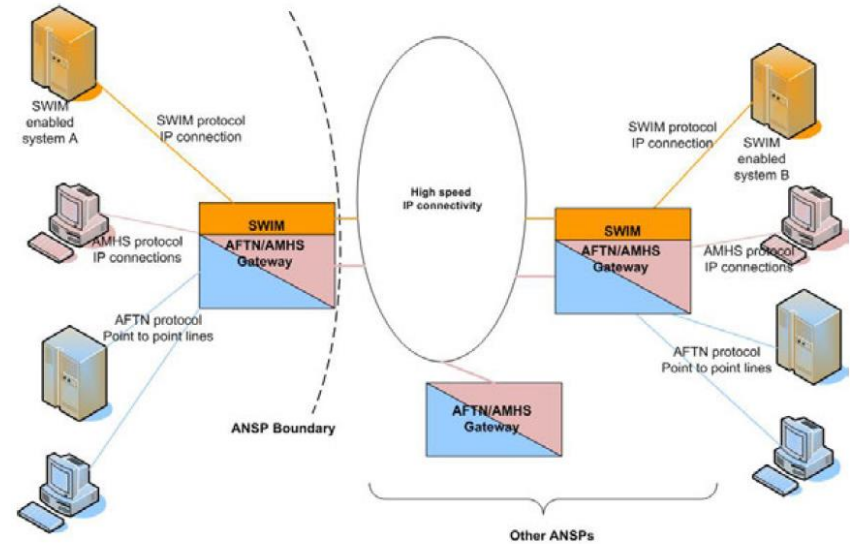 SWIM
enabled
system A
SWIM protocol
IP connection
AMHS protocol
IP connections
AFTN protocol
Point to point lines
SWIM
AFTN/AMHS
Gateway
ANSP Boundary
High speed
IP connectivity
AFTN/AMHS
Gateway
Other ANSPs
SWIM
AFTN/AMHS
Gateway
SWIM protocol
IP connection
SWIM
enabled
system B
AMHS protocol
IP connections
AFTN protocol
Point to point lines